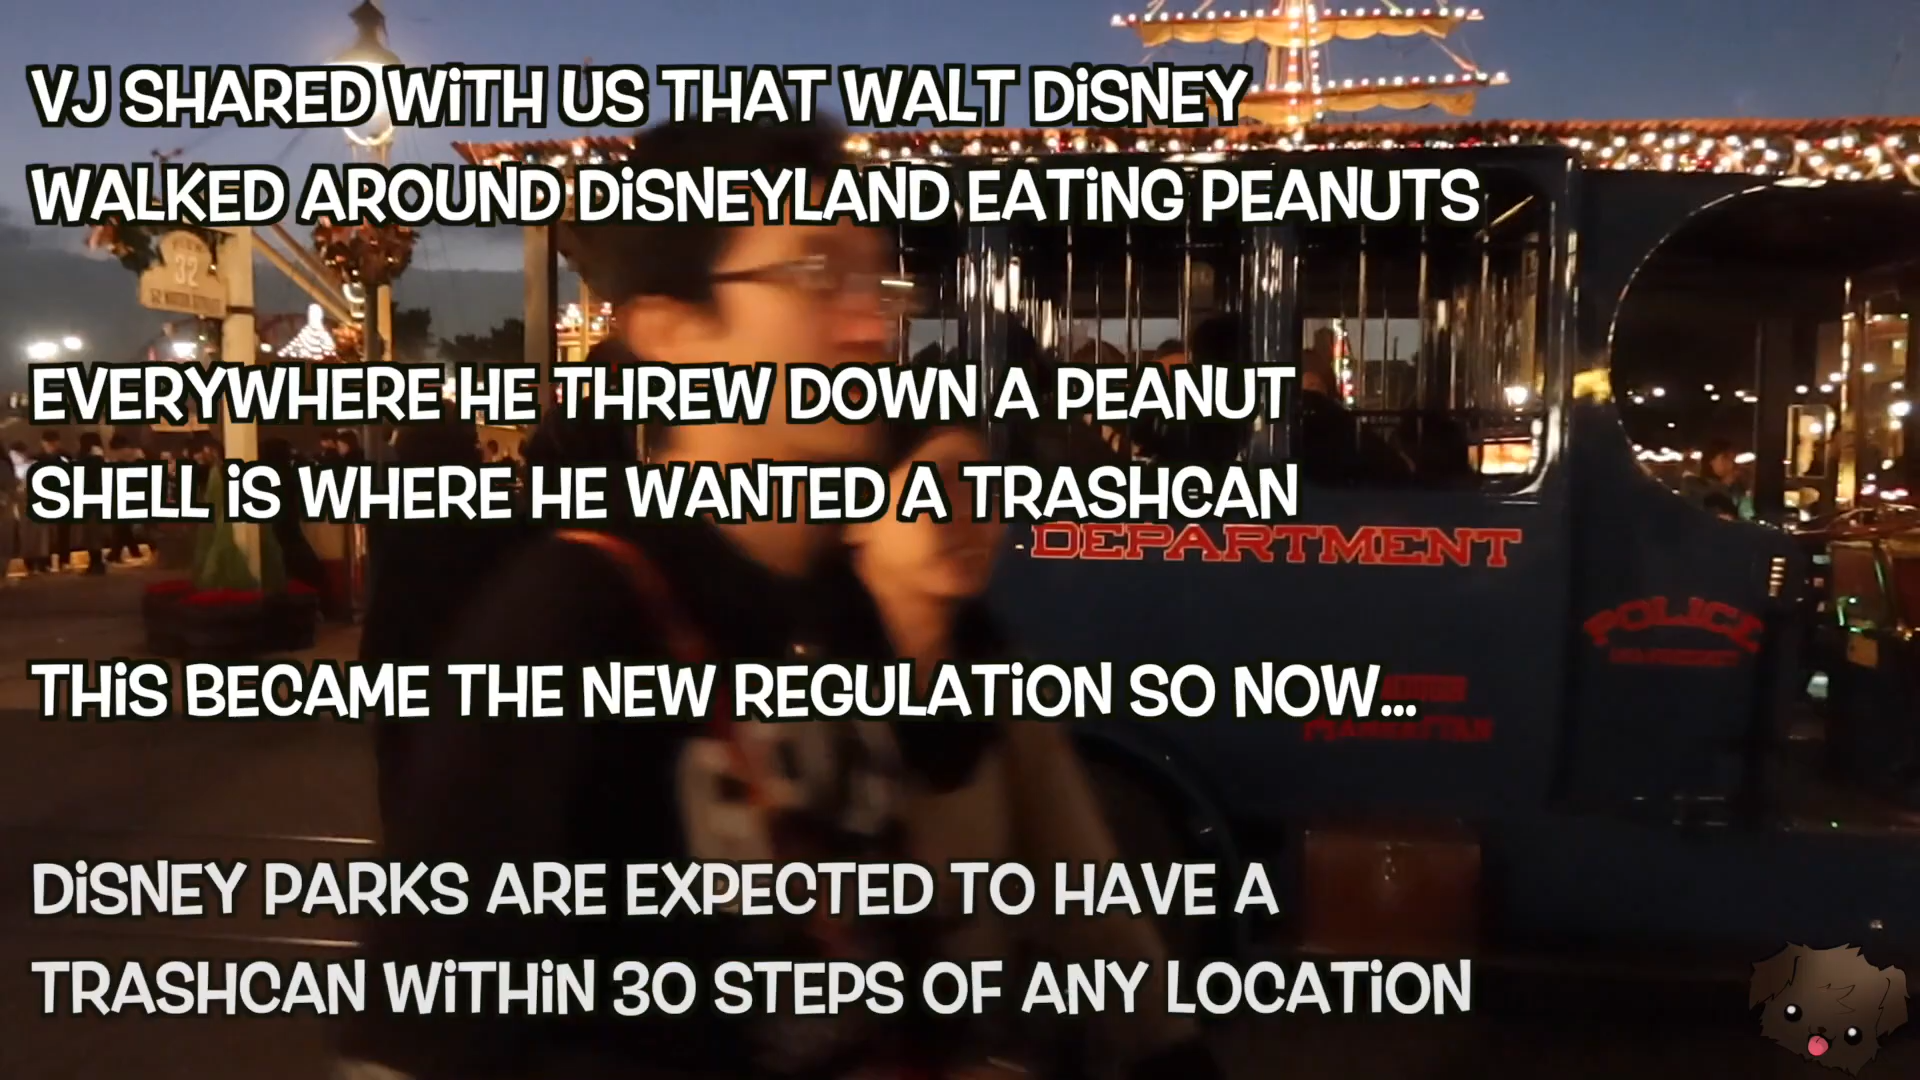 VJ SHARED WiTH US THAT WALT DiSNEY
WALKED AROUND DiSNEYLAND EATiNG PEANUTS
32
EVERYWHERE HE THREW DOWN A PEANUT
SHELL iS WHERE HE WANTED A TRASHCAN
DEPARTMENT
POLICE
THiS BECAME THE NEW REGULATiON SO NOW...
MANHATTAN
DiSNEY PARKS ARE EXPECTED TO HAVE A
TRASHCAN WiTHiN 30 STEPS OF ANY LOCATiON